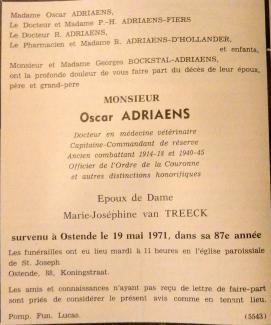 Madame Oscar ADRIAENS,
Le Docteur et Madame P.-H. ADRIAENS-FIERS
Le Docteur R. ADRIAENS,
Le Pharmacien et Madame R. ADRIAENS-D'HOLLANDER,
et enfants,
Monsieur et Madame Georges BOCKSTAL-ADRIAENS,
ont la profonde douleur de vous faire part du décès de leur époux,
père et grand-père
MONSIEUR
Oscar ADRIAENS
Docteur en médecine vétérinaire
Capitaine-Commandant de réserve
Ancien combattant 1914-18 et 1940-45
Officier de l'Ordre de la Couronne
et autres distinctions honorifiques
Epoux de Dame
Marie-Joséphine van TREECK
survenu à Ostende le 19 mai 1971, dans sa 87e année
Les funérailles ont eu lieu mardi à 11 heures en l'église paroissiale
de St. Joseph
Ostende, 38, Koningstraat.
Les amis et connaissances n'ayant pas reçu de lettre de faire-part
sont priés de considérer le présent avis comme en tenant lieu.
Pomp. Fun. Lucas. (5543)